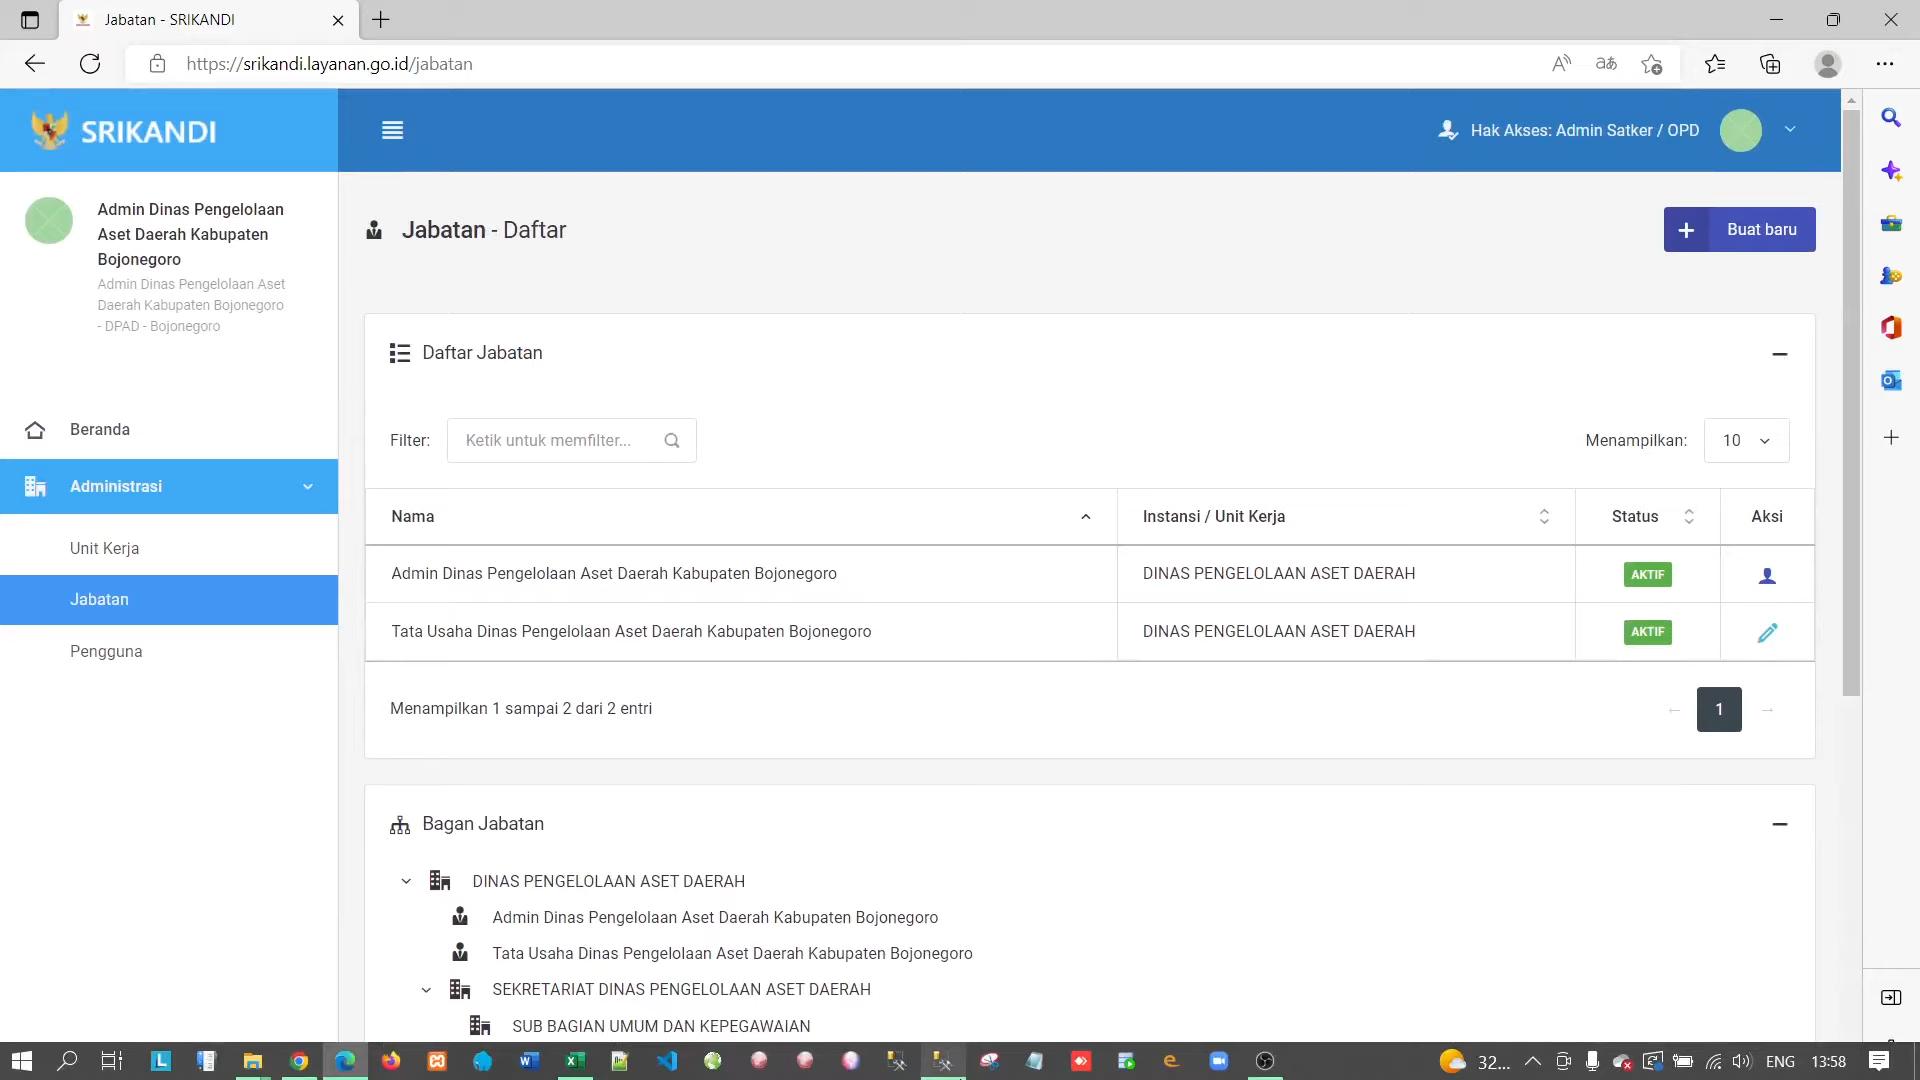 Jabatan - SRIKANDI
https://srikandi.layanan.go.id/jabatan
SRIKANDI
Hak Akses: Admin Satker / OPD
Admin Dinas Pengelolaan
Aset Daerah Kabupaten
Bojonegoro
Admin Dinas Pengelolaan Aset
Daerah Kabupaten Bojonegoro
- DPAD - Bojonegoro
Jabatan - Daftar
Buat baru
Beranda
Administrasi
Unit Kerja
Jabatan
Pengguna
Daftar Jabatan
Filter:
Ketik untuk memfilter...
Menampilkan:
10
Nama
Instansi / Unit Kerja
Status
Aksi
Admin Dinas Pengelolaan Aset Daerah Kabupaten Bojonegoro
DINAS PENGELOLAAN ASET DAERAH
AKTIF
Tata Usaha Dinas Pengelolaan Aset Daerah Kabupaten Bojonegoro
DINAS PENGELOLAAN ASET DAERAH
AKTIF
Menampilkan 1 sampai 2 dari 2 entri
← 1 →
Bagan Jabatan
DINAS PENGELOLAAN ASET DAERAH
Admin Dinas Pengelolaan Aset Daerah Kabupaten Bojonegoro
Tata Usaha Dinas Pengelolaan Aset Daerah Kabupaten Bojonegoro
SEKRETARIAT DINAS PENGELOLAAN ASET DAERAH
SUB BAGIAN UMUM DAN KEPEGAWAIAN
32...
ENG
13:58